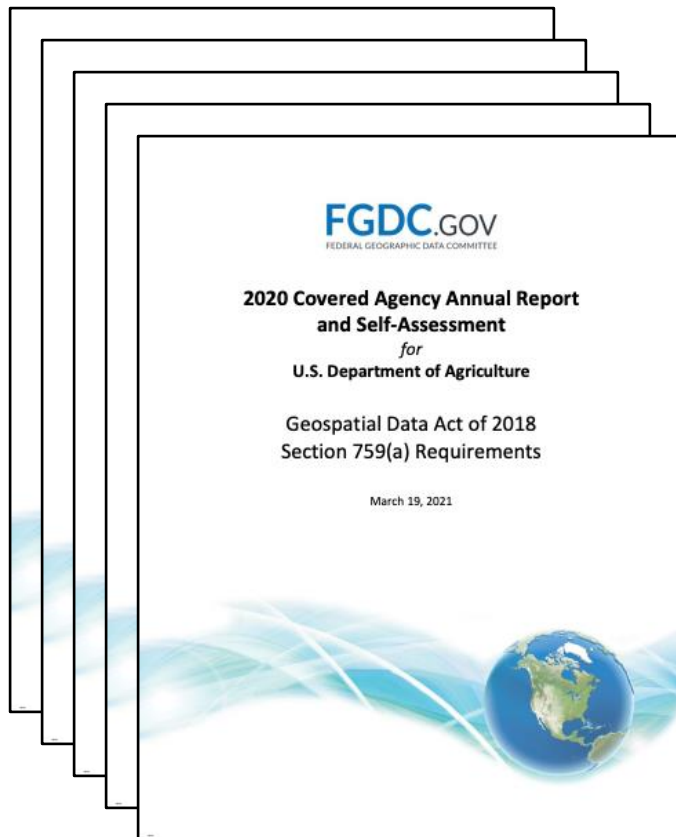 FGDC.GOV
FEDERAL GEOGRAPHIC DATA COMMITTEE
2020 Covered Agency Annual Report
and Self-Assessment
for
U.S. Department of Agriculture
Geospatial Data Act of 2018
Section 759(a) Requirements
March 19, 2021